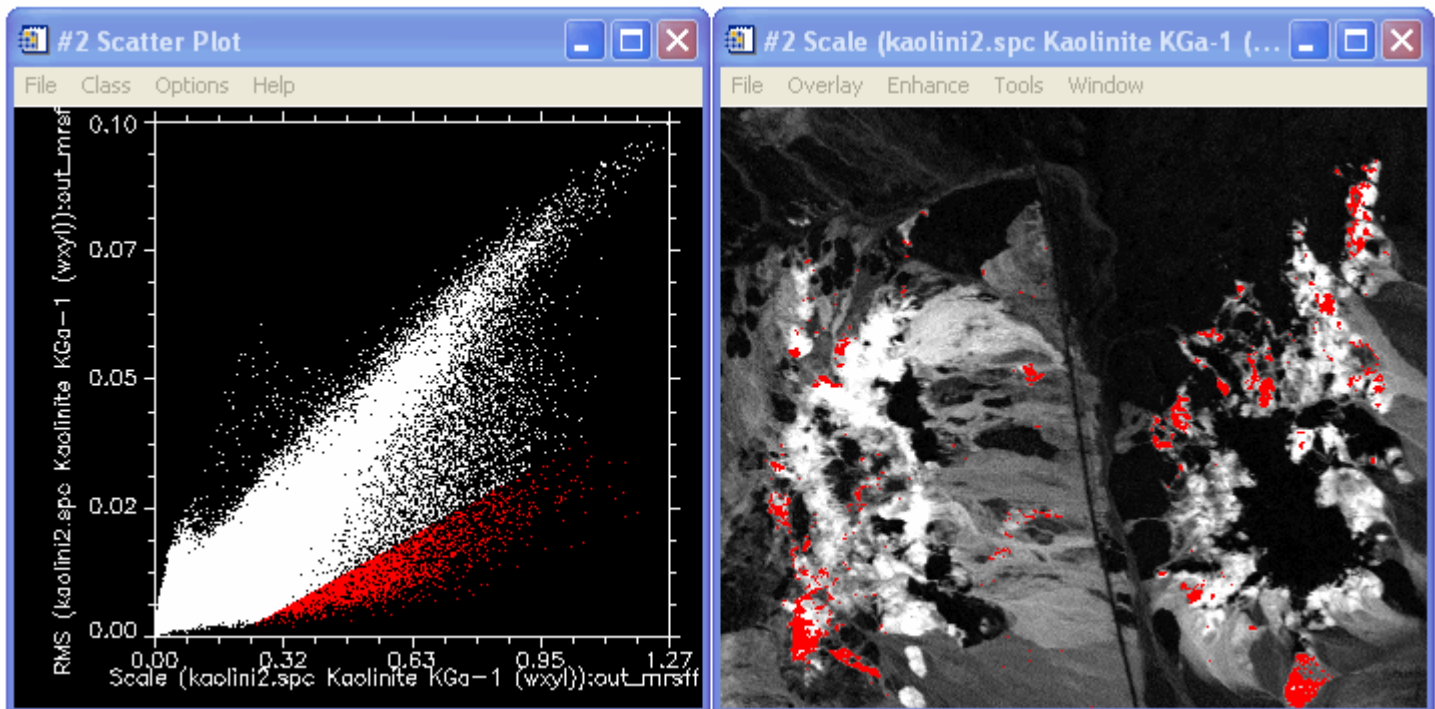 #2 Scatter Plot
File Class Options Help
0.10
0.07
0.05
0.02
0.00
RMS (kaolini2.spc Kaolinite KGa-1 (wxyl)):out_mrsf
0.00 0.32 0.63 0.95 1.27
Scale (kaolini2.spc Kaolinite KGa-1 (wxyl)):out_mrsff
#2 Scale (kaolini2.spc Kaolinite KGa-1 (...
File Overlay Enhance Tools Window